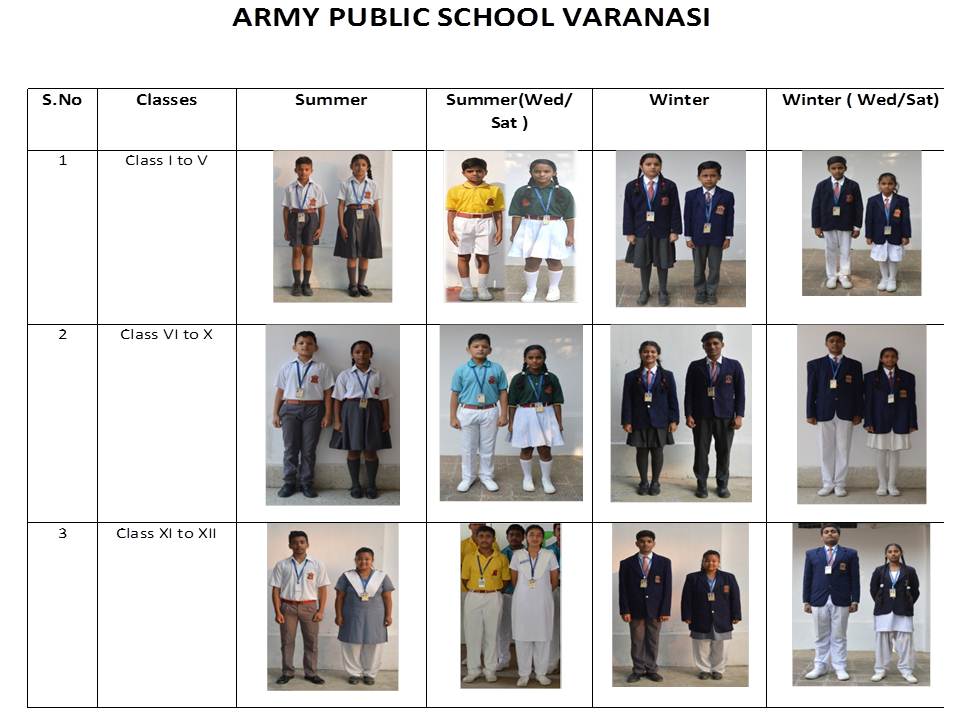 ARMY PUBLIC SCHOOL VARANASI
S.No Classes Summer Summer(Wed/ Sat ) Winter Winter ( Wed/Sat)
1 Class I to V
2 Class VI to X
3 Class XI to XII